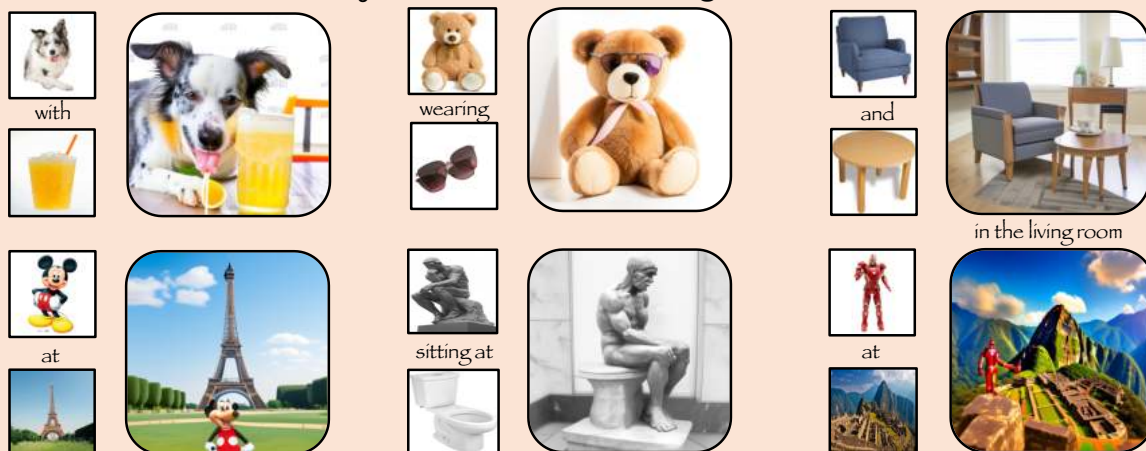 with
wearing
and
in the living room
at
sitting at
at